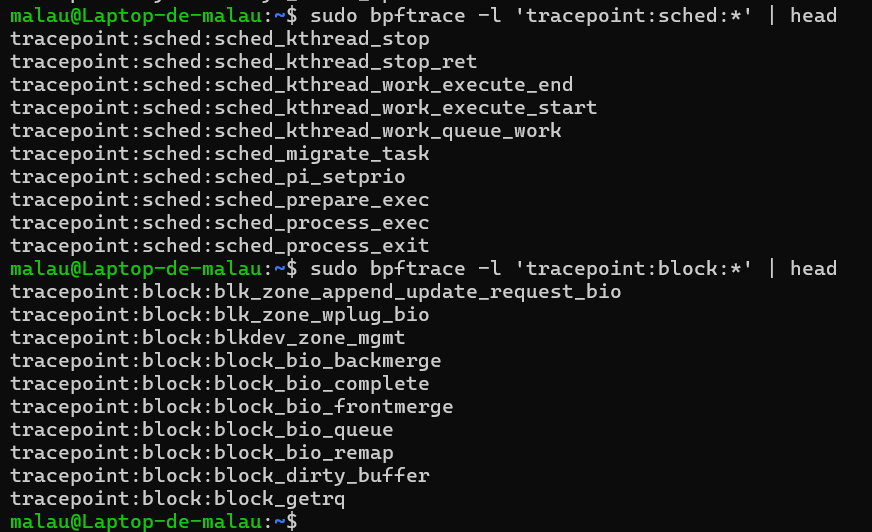 malau@Laptop-de-malau:~$ sudo bpftrace -l 'tracepoint:sched:*' | head
tracepoint:sched:sched_kthread_stop
tracepoint:sched:sched_kthread_stop_ret
tracepoint:sched:sched_kthread_work_execute_end
tracepoint:sched:sched_kthread_work_execute_start
tracepoint:sched:sched_kthread_work_queue_work
tracepoint:sched:sched_migrate_task
tracepoint:sched:sched_pi_setprio
tracepoint:sched:sched_prepare_exec
tracepoint:sched:sched_process_exec
tracepoint:sched:sched_process_exit
malau@Laptop-de-malau:~$ sudo bpftrace -l 'tracepoint:block:*' | head
tracepoint:block:blk_zone_append_update_request_bio
tracepoint:block:blk_zone_wplug_bio
tracepoint:block:blkdev_zone_mgmt
tracepoint:block:block_bio_backmerge
tracepoint:block:block_bio_complete
tracepoint:block:block_bio_frontmerge
tracepoint:block:block_bio_queue
tracepoint:block:block_bio_remap
tracepoint:block:block_dirty_buffer
tracepoint:block:block_getrq
malau@Laptop-de-malau:~$